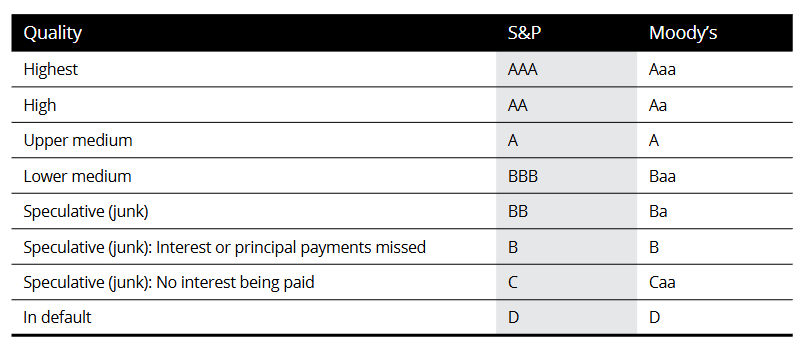 Quality S&P Moody’s
Highest AAA Aaa
High AA Aa
Upper medium A A
Lower medium BBB Baa
Speculative (junk) BB Ba
Speculative (junk): Interest or principal payments missed B B
Speculative (junk): No interest being paid C Caa
In default D D